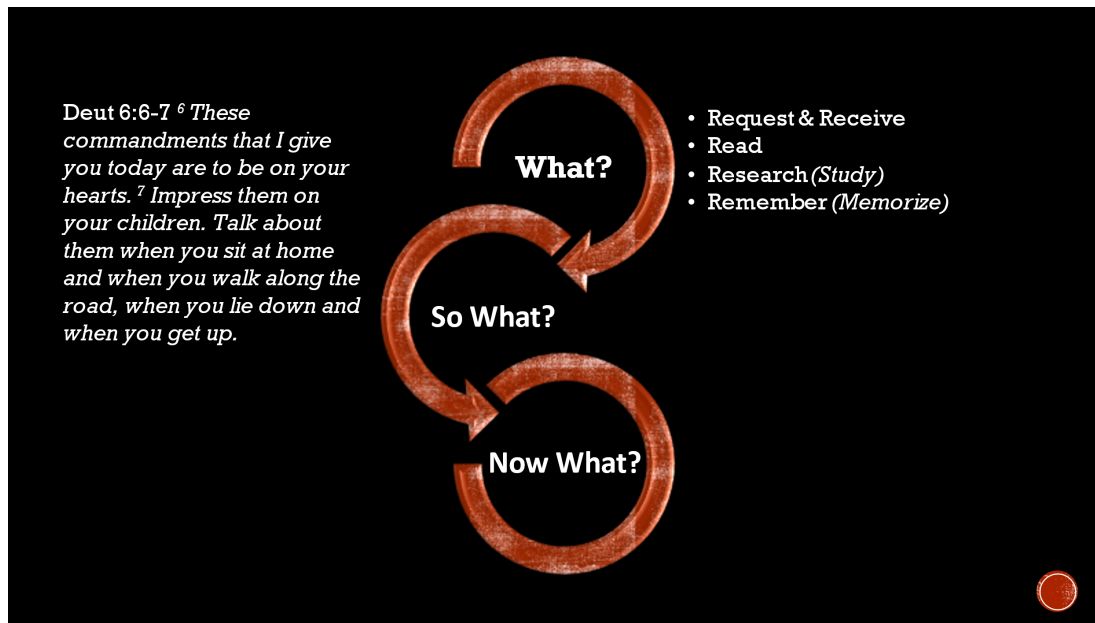 Deut 6:6-7 ⁶ These
commandments that I give
you today are to be on your
hearts. ⁷ Impress them on
your children. Talk about
them when you sit at home
and when you walk along the
road, when you lie down and
when you get up.
What?
• Request & Receive
• Read
• Research (Study)
• Remember (Memorize)
So What?
Now What?